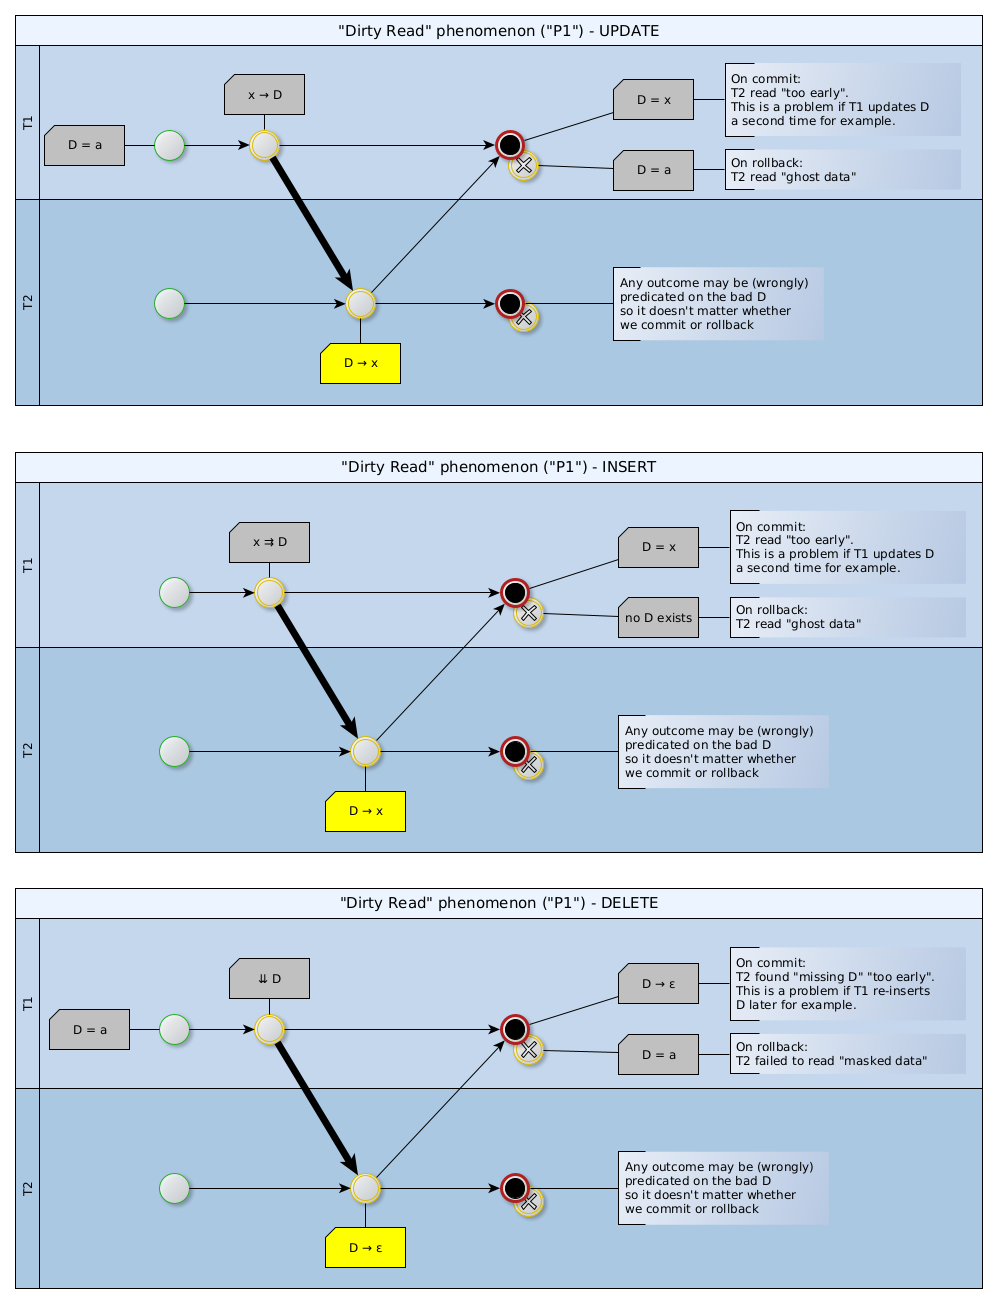 "Dirty Read" phenomenon ("P1") - UPDATE
T1
D = a
x → D
D = x
On commit:
T2 read "too early".
This is a problem if T1 updates D
a second time for example.
D = a
On rollback:
T2 read "ghost data"
T2
D → x
Any outcome may be (wrongly)
predicated on the bad D
so it doesn't matter whether
we commit or rollback
"Dirty Read" phenomenon ("P1") - INSERT
T1
x ⇉ D
D = x
On commit:
T2 read "too early".
This is a problem if T1 updates D
a second time for example.
no D exists
On rollback:
T2 read "ghost data"
T2
D → x
Any outcome may be (wrongly)
predicated on the bad D
so it doesn't matter whether
we commit or rollback
"Dirty Read" phenomenon ("P1") - DELETE
T1
D = a
⇊ D
D → ε
On commit:
T2 found "missing D" "too early".
This is a problem if T1 re-inserts
D later for example.
D = a
On rollback:
T2 failed to read "masked data"
T2
D → ε
Any outcome may be (wrongly)
predicated on the bad D
so it doesn't matter whether
we commit or rollback